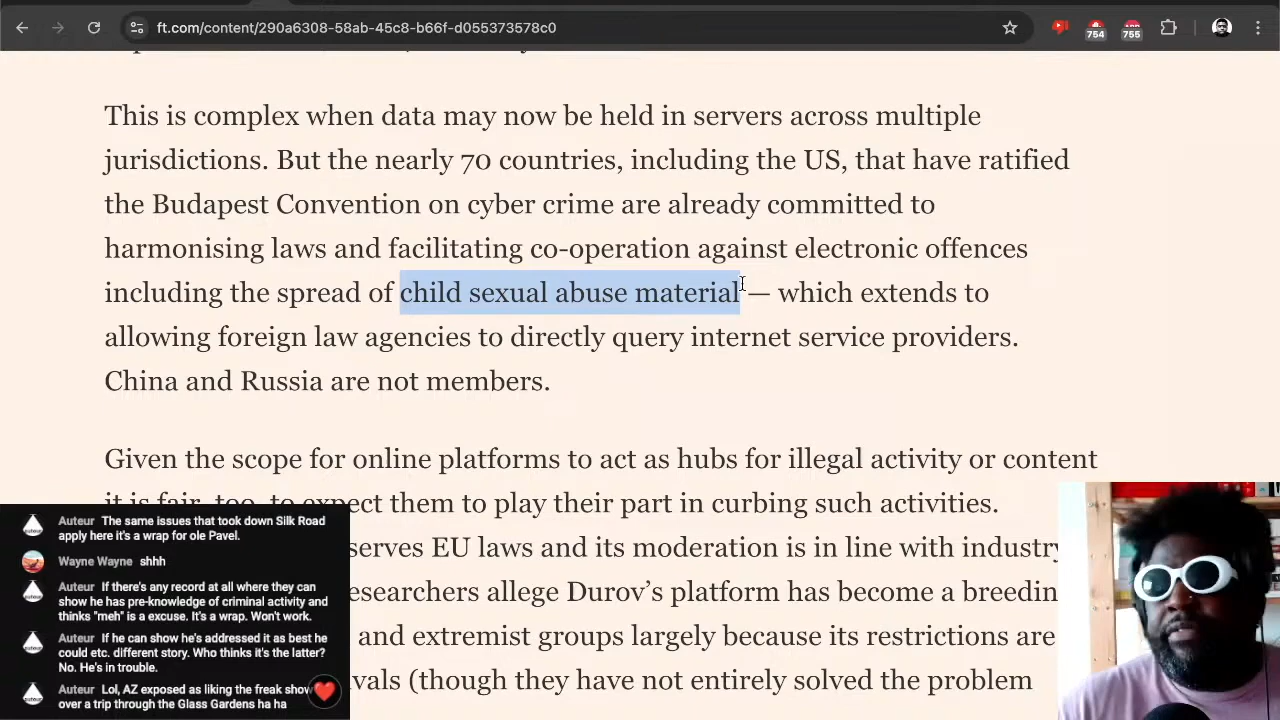 ft.com/content/290a6308-58ab-45c8-b66f-d055373578c0
754
755
This is complex when data may now be held in servers across multiple
jurisdictions. But the nearly 70 countries, including the US, that have ratified
the Budapest Convention on cyber crime are already committed to
harmonising laws and facilitating co-operation against electronic offences
including the spread of child sexual abuse material — which extends to
allowing foreign law agencies to directly query internet service providers.
China and Russia are not members.
Given the scope for online platforms to act as hubs for illegal activity or content
it is fair, too, to expect them to play their part in curbing such activities.
serves EU laws and its moderation is in line with industry
researchers allege Durov’s platform has become a breedin
and extremist groups largely because its restrictions are
ivals (though they have not entirely solved the problem
Auteur The same issues that took down Silk Road
apply here it's a wrap for ole Pavel.
Wayne Wayne shhh
Auteur If there's any record at all where they can
show he has pre-knowledge of criminal activity and
thinks "meh" is a excuse. It's a wrap. Won't work.
Auteur If he can show he's addressed it as best he
could etc. different story. Who thinks it's the latter?
No. He's in trouble.
Auteur Lol, AZ exposed as liking the freak show
over a trip through the Glass Gardens ha ha